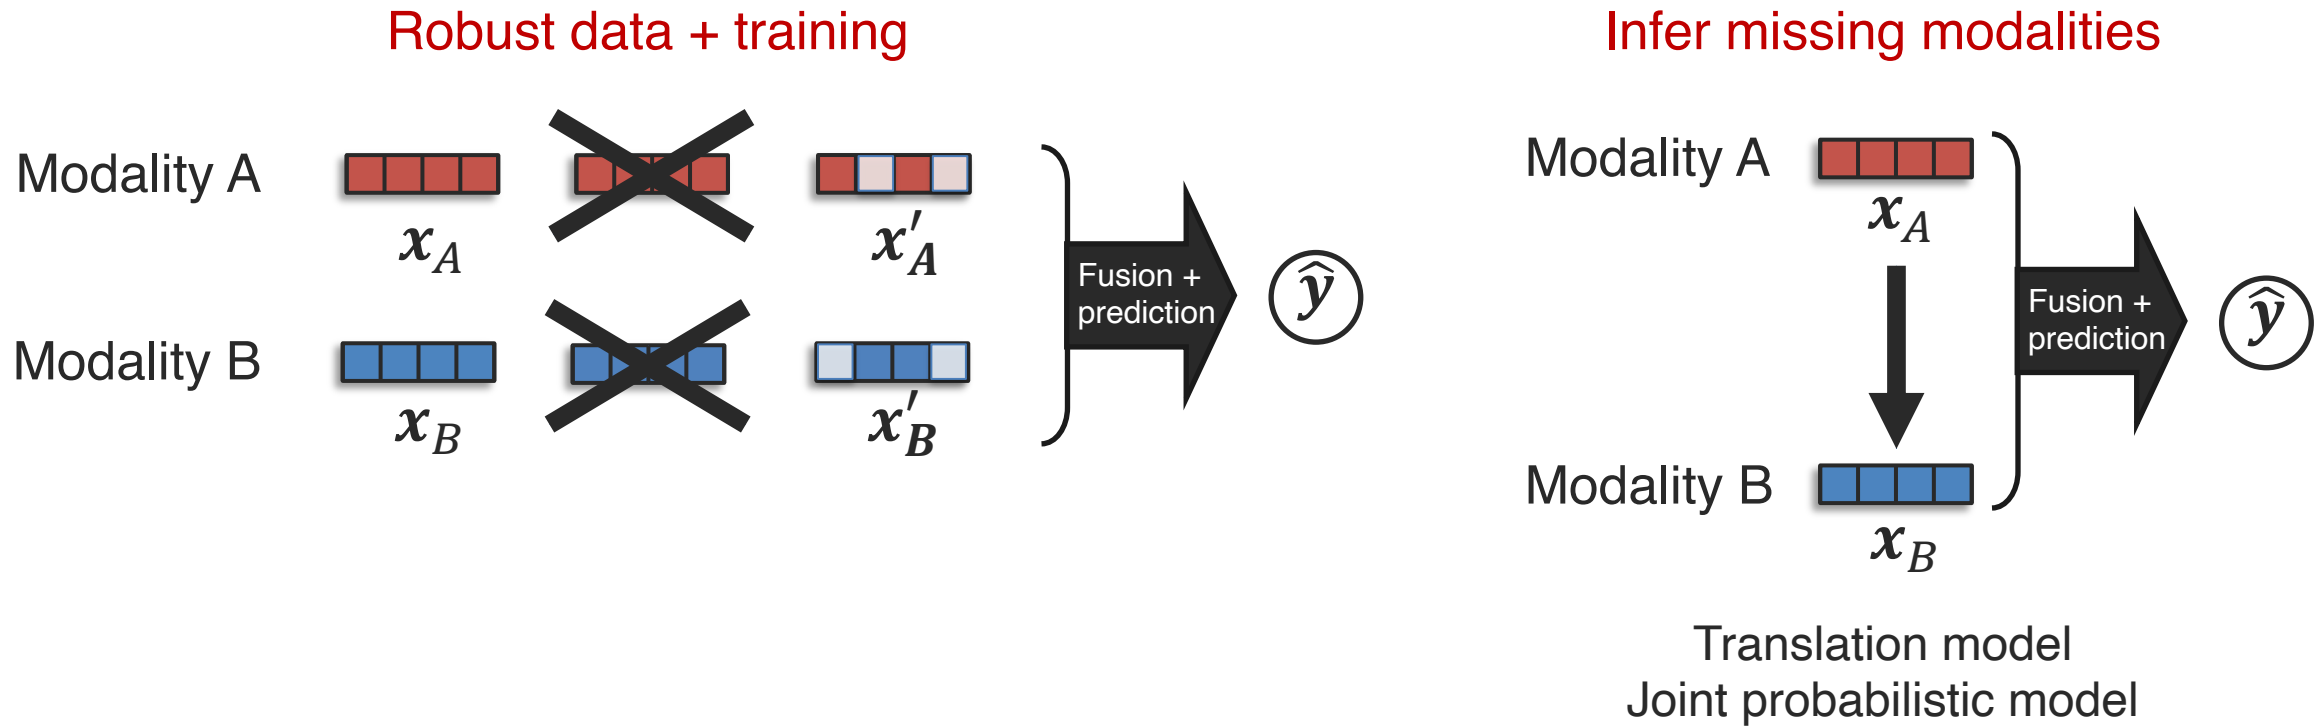 Robust data + training
Modality A
x_A
x'_A
Modality B
x_B
x'_B
Fusion +
prediction
ŷ
Infer missing modalities
Modality A
x_A
Fusion +
prediction
ŷ
Modality B
x_B
Translation model
Joint probabilistic model